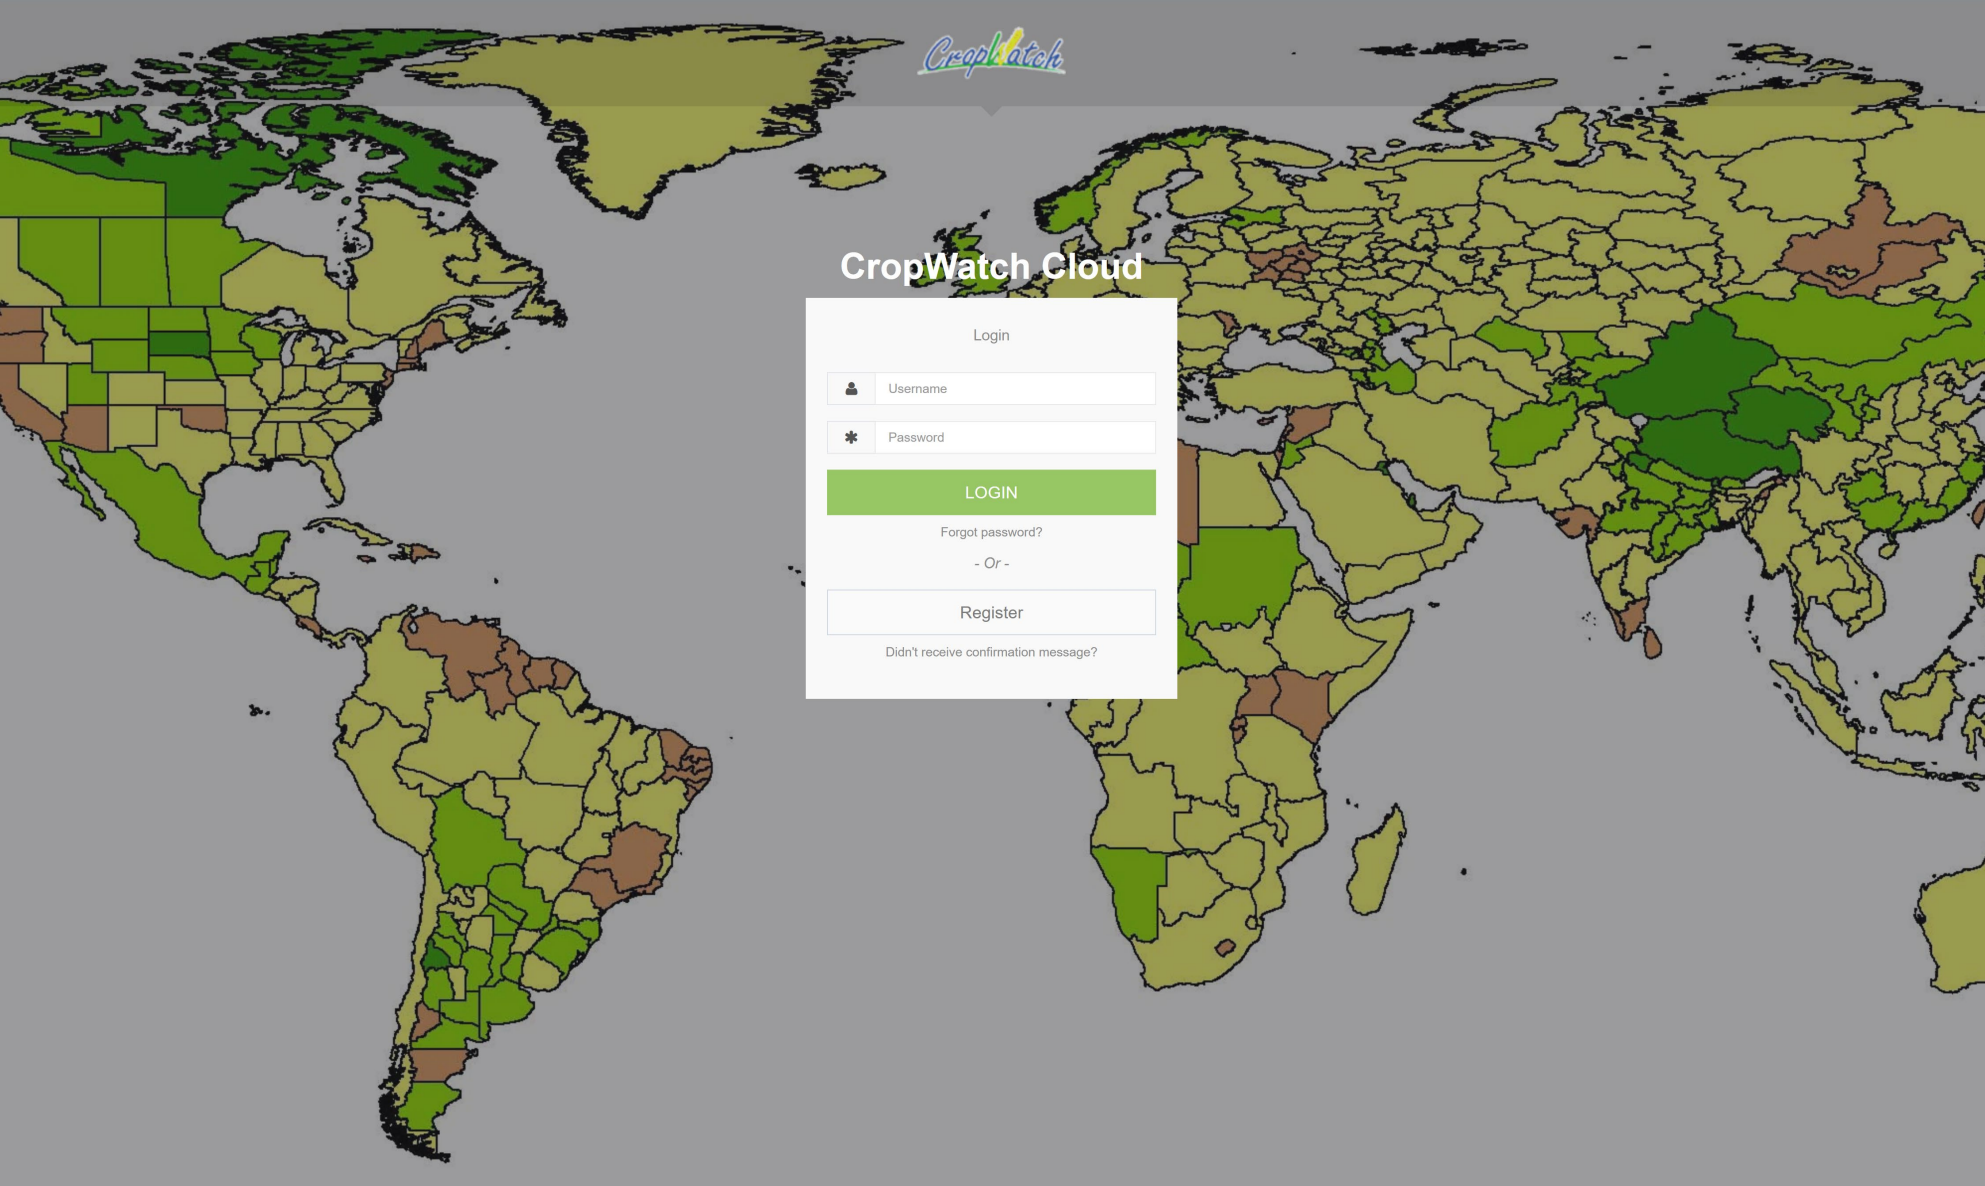 CropWatch
CropWatch Cloud
Login
Username
Password
LOGIN
Forgot password?
- Or -
Register
Didn't receive confirmation message?